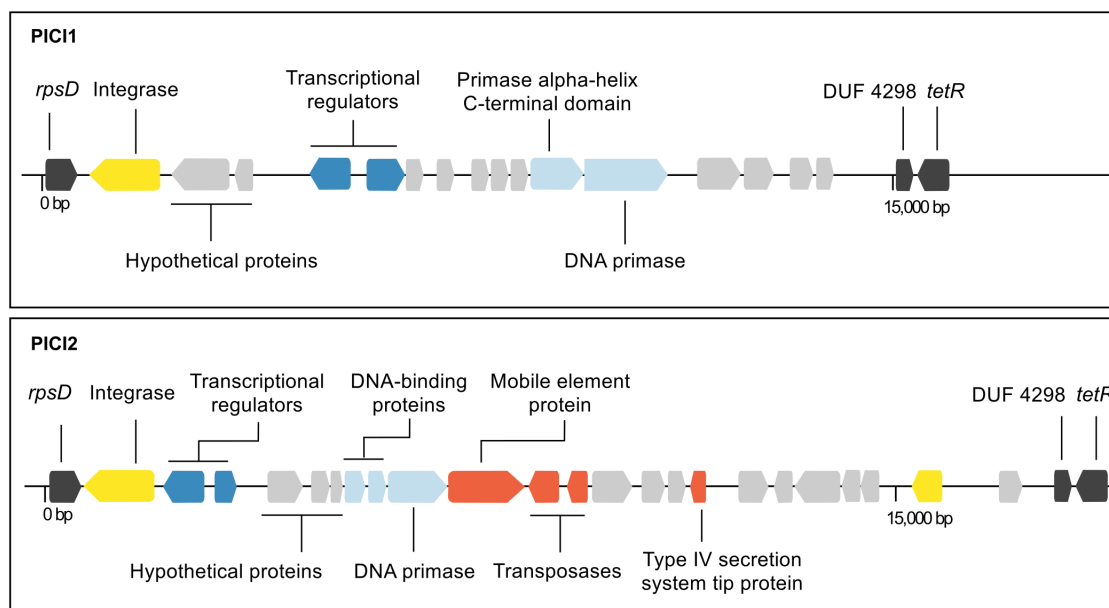 PICI1
rpsD
Integrase
Transcriptional
regulators
Primase alpha-helix
C-terminal domain
DUF 4298
tetR
0 bp
15,000 bp
Hypothetical proteins
DNA primase
PICI2
rpsD
Integrase
Transcriptional
regulators
DNA-binding
proteins
Mobile element
protein
DUF 4298
tetR
0 bp
15,000 bp
Hypothetical proteins
DNA primase
Transposases
Type IV secretion
system tip protein